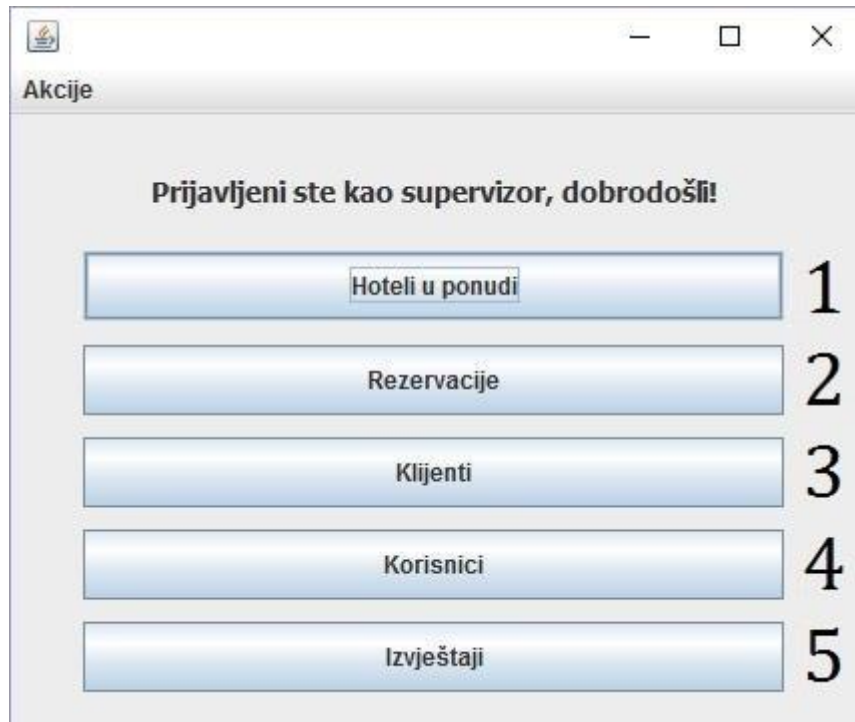 Akcije
Prijavljeni ste kao supervizor, dobrodošli!
Hoteli u ponudi 1
Rezervacije 2
Klijenti 3
Korisnici 4
Izvještaji 5